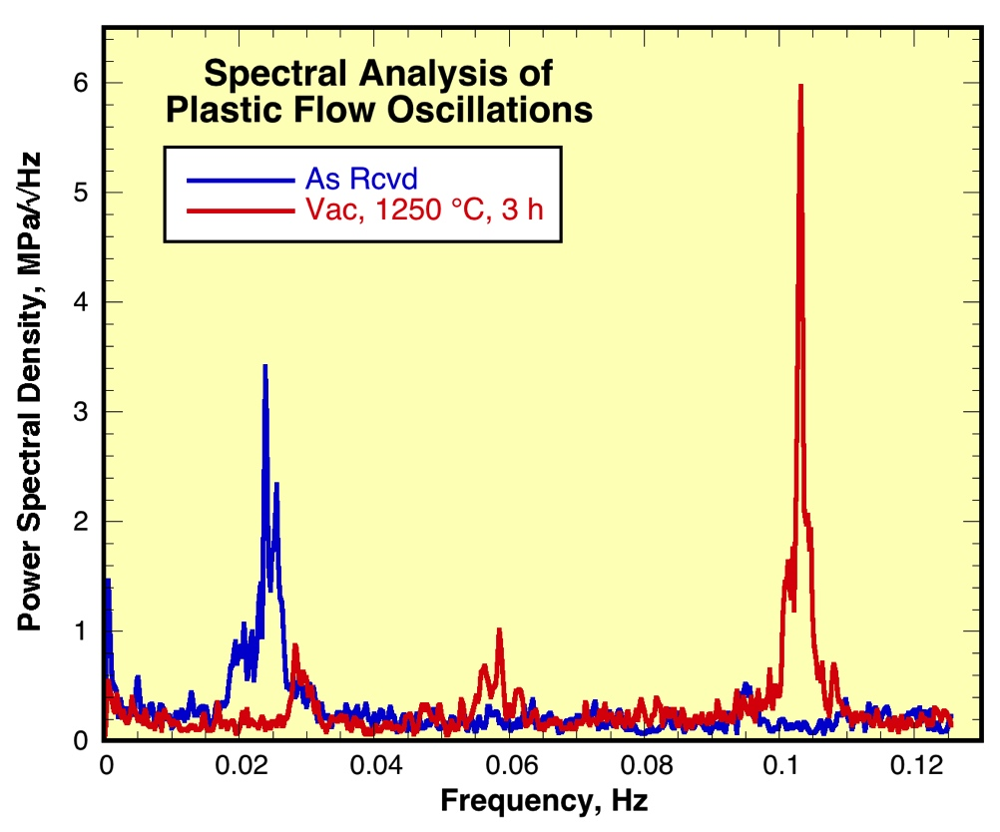 Spectral Analysis of
Plastic Flow Oscillations
As Rcvd
Vac, 1250 °C, 3 h
Power Spectral Density, MPa/√Hz
6
5
4
3
2
1
0
0 0.02 0.04 0.06 0.08 0.1 0.12
Frequency, Hz